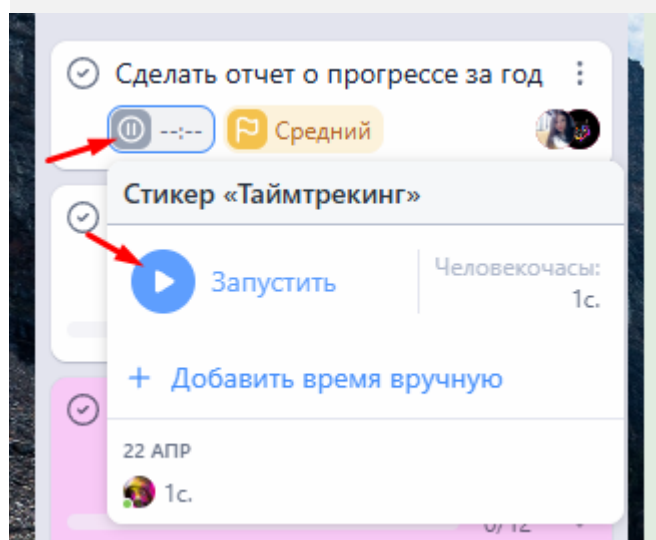 Сделать отчет о прогрессе за год
--:-- Средний
Стикер «Таймтрекинг»
Запустить
Человекочасы:
1с.
+ Добавить время вручную
22 АПР
1с.
0/12